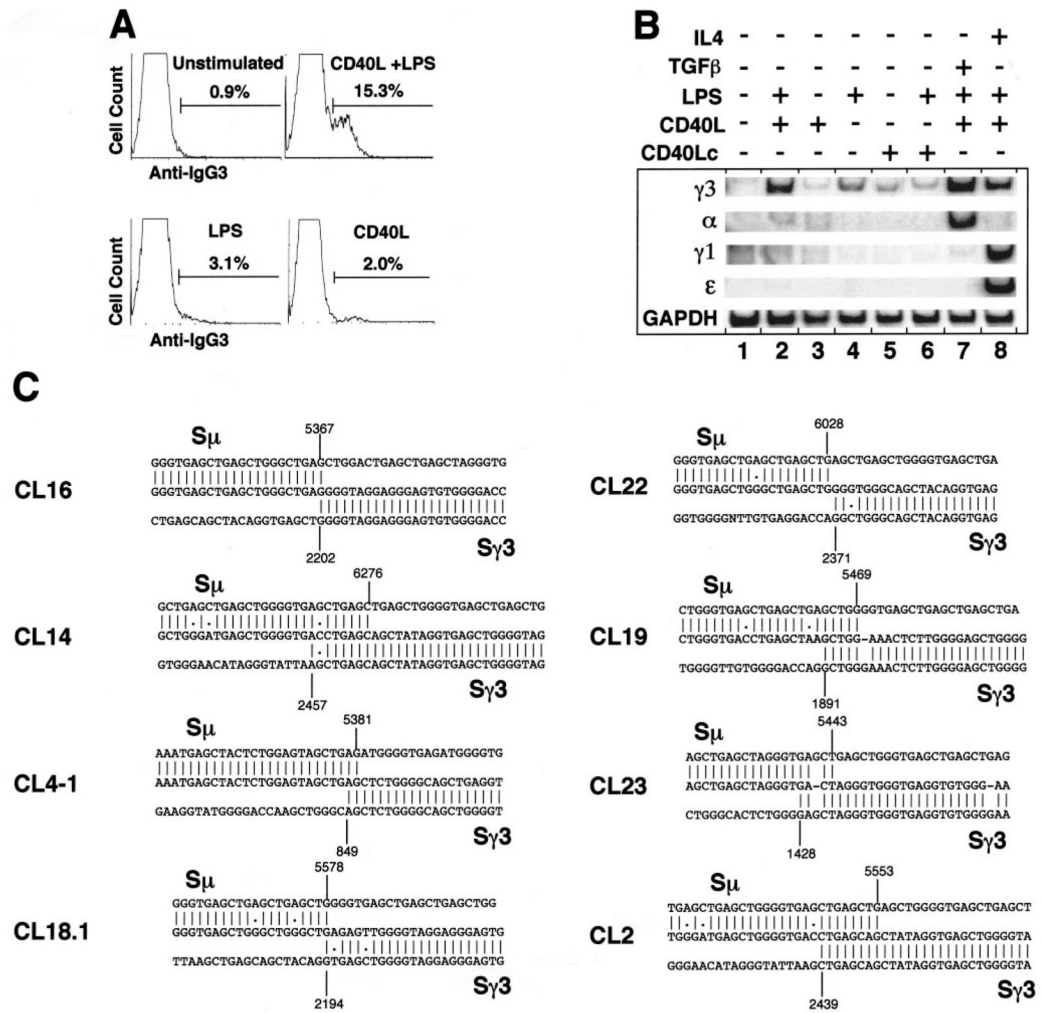 A
Unstimulated
0.9%
CD40L +LPS
15.3%
Cell Count
Anti-IgG3
LPS
3.1%
CD40L
2.0%
Cell Count
Anti-IgG3
B
IL4 - - - - - - - +
TGFβ - - - - - - + -
LPS - + - + - + + +
CD40L - + + - - - + +
CD40Lc - - - - + + - -
γ3
α
γ1
ε
GAPDH
1 2 3 4 5 6 7 8
C
CL16
Sμ
5367
GGGTGAGCTGAGCTGGGCTGAGCTGGACTGAGCTGAGCTAGGGTG
GGGTGAGCTGAGCTGGGCTGAGGGGTAGGAGGGAGTGTGGGGACC
CTGAGCAGCTACAGGTGAGCTGGGGTAGGAGGGAGTGTGGGGACC
2202
Sγ3
CL14
Sμ
6276
GCTGAGCTGAGCTGGGGTGAGCTGAGCTGAGCTGGGGTGAGCTGAGCTG
GCTGGGATGAGCTGGGGTGACCTGAGCAGCTATAGGTGAGCTGGGGTAG
GTGGGAACATAGGGTATTAAGCTGAGCAGCTATAGGTGAGCTGGGGTAG
2457
Sγ3
CL4-1
Sμ
5381
AAATGAGCTACTCTGGAGTAGCTGAGATGGGGTGAGATGGGGTG
AAATGAGCTACTCTGGAGTAGCTGAGCTCTGGGGCAGCTGAGGT
GAAGGTATGGGGACCAAGCTGGGCAGCTCTGGGGCAGCTGGGGT
849
Sγ3
CL18.1
Sμ
5578
GGGTGAGCTGAGCTGAGCTGGGGTGAGCTGAGCTGAGCTGG
GGGTGAGCTGGGCTGGGCTGAGAGTTGGGGTAGGAGGGAGTG
TTAAGCTGAGCAGCTACAGGTGAGCTGGGGTAGGAGGGAGTG
2194
Sγ3
CL22
Sμ
6028
GGGTGAGCTGAGCTGAGCTGAGCTGAGCTGGGGTGAGCTGA
GGGTGAGCTGGGCTGAGCTGGGGTGGGCAGCTACAGGTGAG
GGTGGGGNTTGTGAGGACCAGGCTGGGCAGCTACAGGTGAG
2371
Sγ3
CL19
Sμ
5469
CTGGGTGAGCTGAGCTGAGCTGGGGTGAGCTGAGCTGAGCTGA
CTGGGTGACCTGAGCTAAGCTGG-AAACTCTTGGGGAGCTGGGG
TGGGGTTGTGGGGACCAGGCTGGGAAACTCTTGGGGAGCTGGGG
1891
Sγ3
CL23
Sμ
5443
AGCTGAGCTAGGGTGAGCTGAGCTGGGTGAGCTGAGCTGAG
AGCTGAGCTAGGGTGA-CTAGGGTGGGTGAGGTGTGGG-AA
CTGGGCACTCTGGGGAGCTAGGGTGGGTGAGGTGTGGGGAA
1428
Sγ3
CL2
Sμ
5553
TGAGCTGAGCTGGGGTGAGCTGAGCTGAGCTGGGGTGAGCTGAGCT
TGGGATGAGCTGGGGTGACCTGAGCAGCTATAGGTGAGCTGGGGTA
GGGAACATAGGGTATTAAGCTGAGCAGCTATAGGTGAGCTGGGGTA
2439
Sγ3